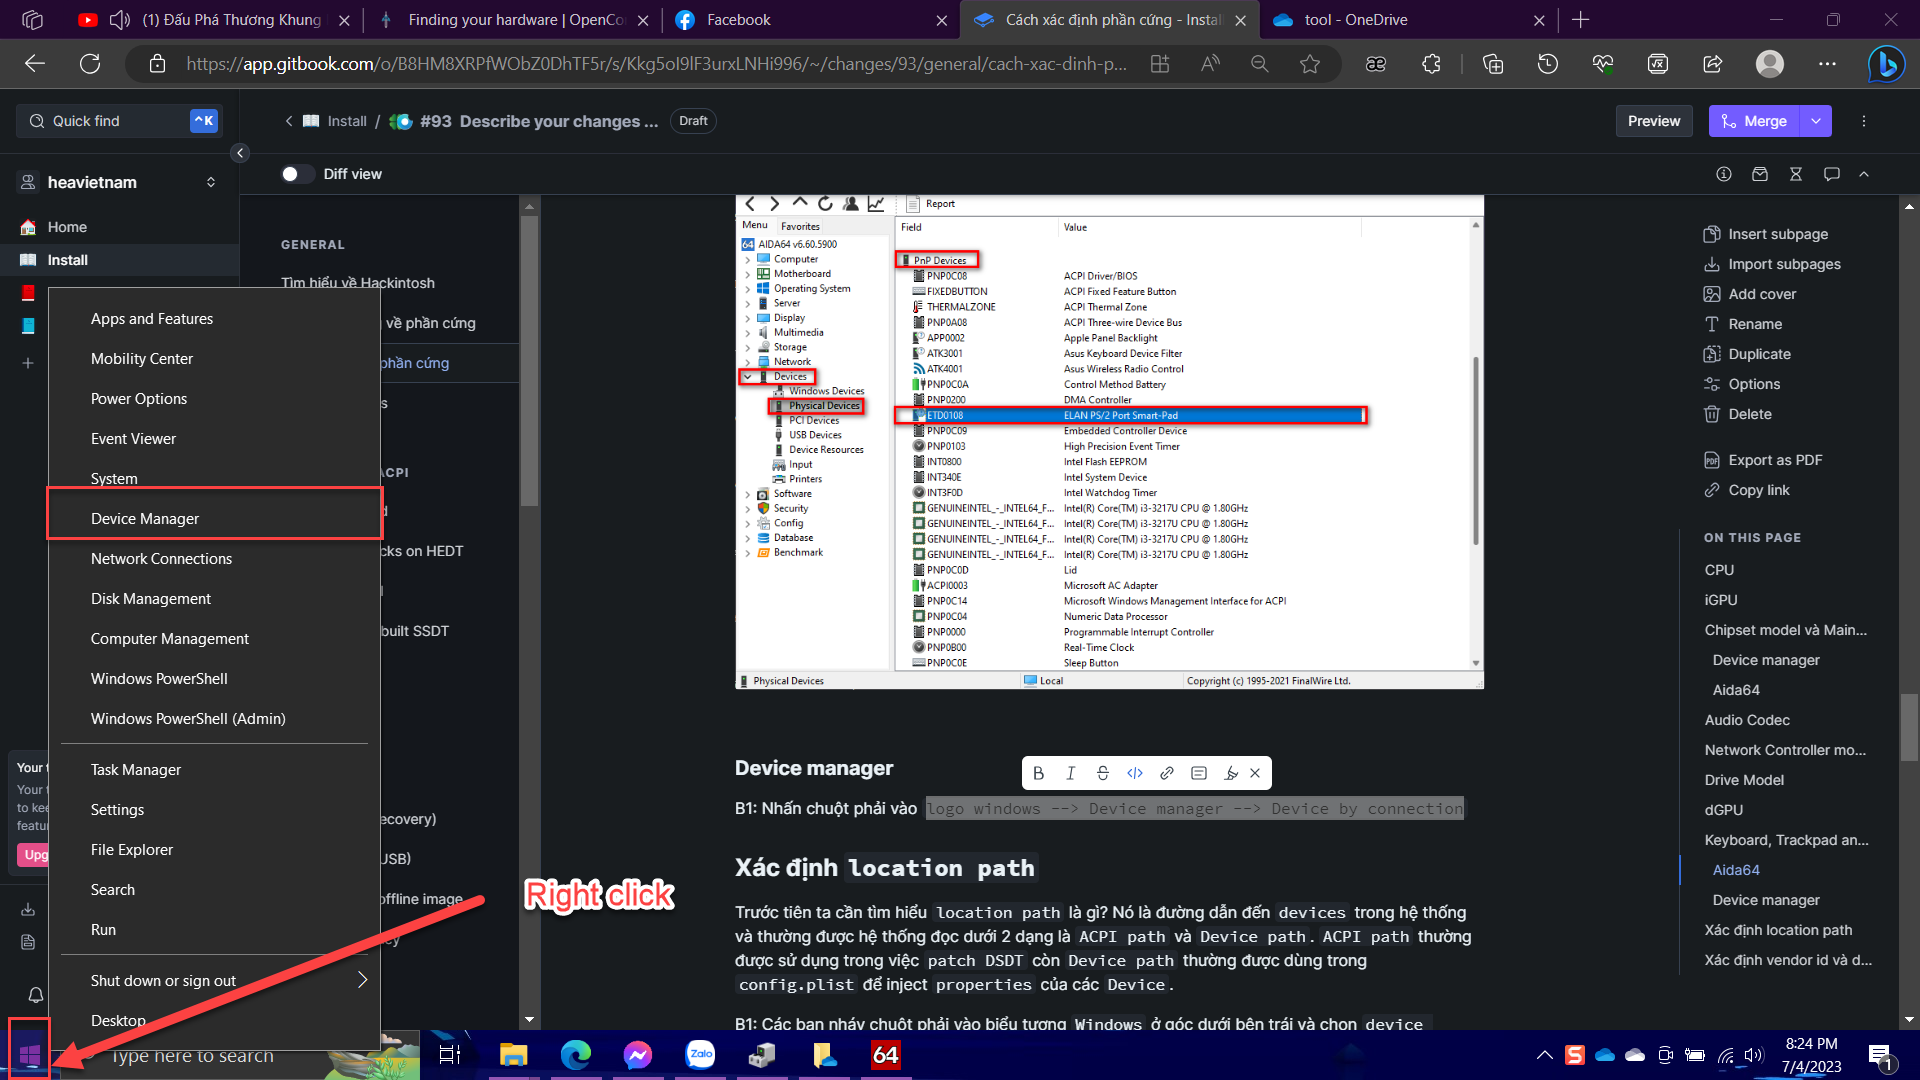 (1) Đấu Phá Thương Khung
Finding your hardware | OpenCo
Facebook
Cách xác định phần cứng - Instal
tool - OneDrive
https://app.gitbook.com/o/B8HM8XRPfWObZ0DhTF5r/s/Kkg5oI9lF3urxLNHi996/~/changes/93/general/cach-xac-dinh-p...
Quick find
^K
Install / #93 Describe your changes ...
Draft
Preview
Merge
heavietnam
Diff view
Home
Install
GENERAL
Tìm hiểu về Hackintosh
g về phần cứng
phần cứng
s
ACPI
d
cks on HEDT
built SSDT
ecovery)
USB)
offline image
cy
Your t
Your t
to kee
featur
Upg
Apps and Features
Mobility Center
Power Options
Event Viewer
System
Device Manager
Network Connections
Disk Management
Computer Management
Windows PowerShell
Windows PowerShell (Admin)
Task Manager
Settings
File Explorer
Search
Run
Shut down or sign out
Desktop
Right click
Report
Menu Favorites
64 AIDA64 v6.60.5900
Computer
Motherboard
Operating System
Server
Display
Multimedia
Storage
Network
Devices
Windows Devices
Physical Devices
PCI Devices
USB Devices
Device Resources
Input
Printers
Software
Security
Config
Database
Benchmark
Field Value
PnP Devices
PNP0C08 ACPI Driver/BIOS
FIXEDBUTTON ACPI Fixed Feature Button
THERMALZONE ACPI Thermal Zone
PNP0A08 ACPI Three-wire Device Bus
APP0002 Apple Panel Backlight
ATK3001 Asus Keyboard Device Filter
ATK4001 Asus Wireless Radio Control
PNP0C0A Control Method Battery
PNP0200 DMA Controller
ETD0108 ELAN PS/2 Port Smart-Pad
PNP0C09 Embedded Controller Device
PNP0103 High Precision Event Timer
INT0800 Intel Flash EEPROM
INT340E Intel System Device
INT3F0D Intel Watchdog Timer
GENUINEINTEL_-_INTEL64_F... Intel(R) Core(TM) i3-3217U CPU @ 1.80GHz
GENUINEINTEL_-_INTEL64_F... Intel(R) Core(TM) i3-3217U CPU @ 1.80GHz
GENUINEINTEL_-_INTEL64_F... Intel(R) Core(TM) i3-3217U CPU @ 1.80GHz
GENUINEINTEL_-_INTEL64_F... Intel(R) Core(TM) i3-3217U CPU @ 1.80GHz
PNP0C0D Lid
ACPI0003 Microsoft AC Adapter
PNP0C14 Microsoft Windows Management Interface for ACPI
PNP0C04 Numeric Data Processor
PNP0000 Programmable Interrupt Controller
PNP0B00 Real-Time Clock
PNP0C0E Sleep Button
Physical Devices
Local
Copyright (c) 1995-2021 FinalWire Ltd.
Device manager
B1: Nhấn chuột phải vào logo windows --> Device manager --> Device by connection
Xác định location path
Trước tiên ta cần tìm hiểu location path là gì? Nó là đường dẫn đến devices trong hệ thống
và thường được hệ thống đọc dưới 2 dạng là ACPI path và Device path. ACPI path thường
được sử dụng trong việc patch DSDT còn Device path thường được dùng trong
config.plist để inject properties của các Device.
B1: Các bạn nháy chuột phải vào biểu tượng Windows ở góc dưới bên trái và chọn device
Insert subpage
Import subpages
Add cover
Rename
Duplicate
Options
Delete
Export as PDF
Copy link
ON THIS PAGE
CPU
iGPU
Chipset model và Main...
Device manager
Aida64
Audio Codec
Network Controller mo...
Drive Model
dGPU
Keyboard, Trackpad an...
Aida64
Device manager
Xác định location path
Xác định vendor id và d...
Type here to search
Zalo
64
8:24 PM
7/4/2023
1